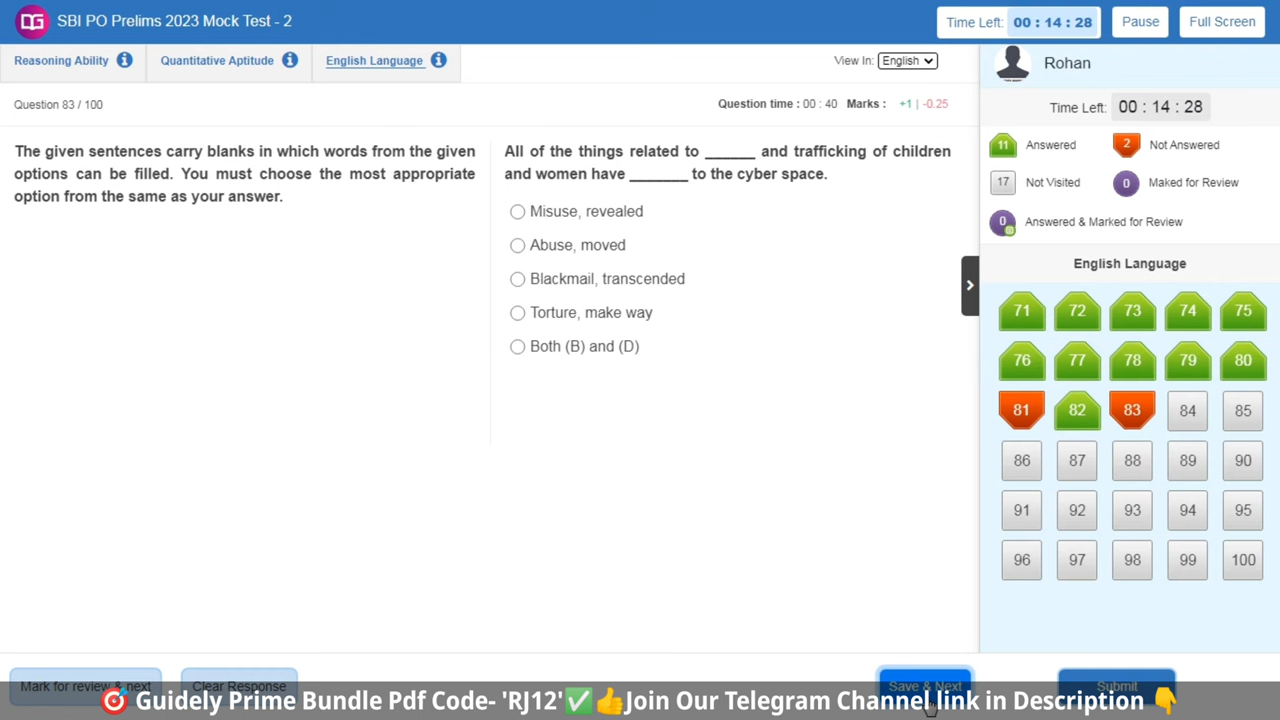 DG SBI PO Prelims 2023 Mock Test - 2 Time Left: 00 : 14 : 28 Pause Full Screen
Reasoning Ability i Quantitative Aptitude i English Language i View In: English
Rohan
Question 83 / 100 Question time : 00 : 40 Marks : +1 | -0.25
Time Left: 00 : 14 : 28
11 Answered 2 Not Answered
17 Not Visited 0 Maked for Review
0 Answered & Marked for Review
The given sentences carry blanks in which words from the given
options can be filled. You must choose the most appropriate
option from the same as your answer.
All of the things related to ______ and trafficking of children
and women have _______ to the cyber space.
Misuse, revealed
Abuse, moved
Blackmail, transcended
Torture, make way
Both (B) and (D)
English Language
71 72 73 74 75
76 77 78 79 80
81 82 83 84 85
86 87 88 89 90
91 92 93 94 95
96 97 98 99 100
Mark for review & next Clear Response Save & Next Submit
🎯 Guidely Prime Bundle Pdf Code- 'RJ12'✅👍Join Our Telegram Channel link in Description 👇